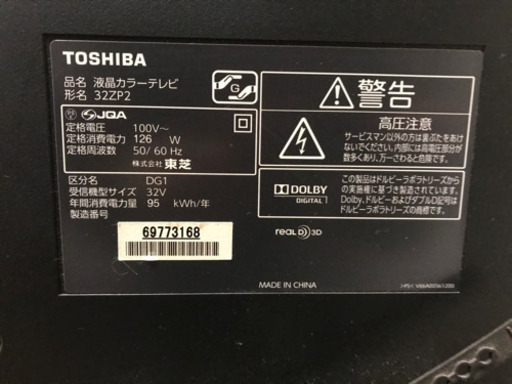 TOSHIBA
品名 液晶カラーテレビ
形名 32ZP2
G
S JQA
定格電圧 100V～
定格消費電力 126 W
定格周波数 50/60 Hz
株式会社 東芝
区分名 DG1
受信機型サイズ 32V
年間消費電力量 95 kWh/年
製造番号
69773168
警告
高圧注意
サービスマン以外の方は裏ぶたをあけ
ないでください。内部には高電圧部分が
数多くあり、万一さわると危険です。
DOLBY
DIGITAL
この製品はドルビーラボラトリーズからの実施権に
基づき製造されています。
Dolby、ドルビー及びダブルD記号は
ドルビーラボラトリーズの商標です。
REAL D 3D
MADE IN CHINA